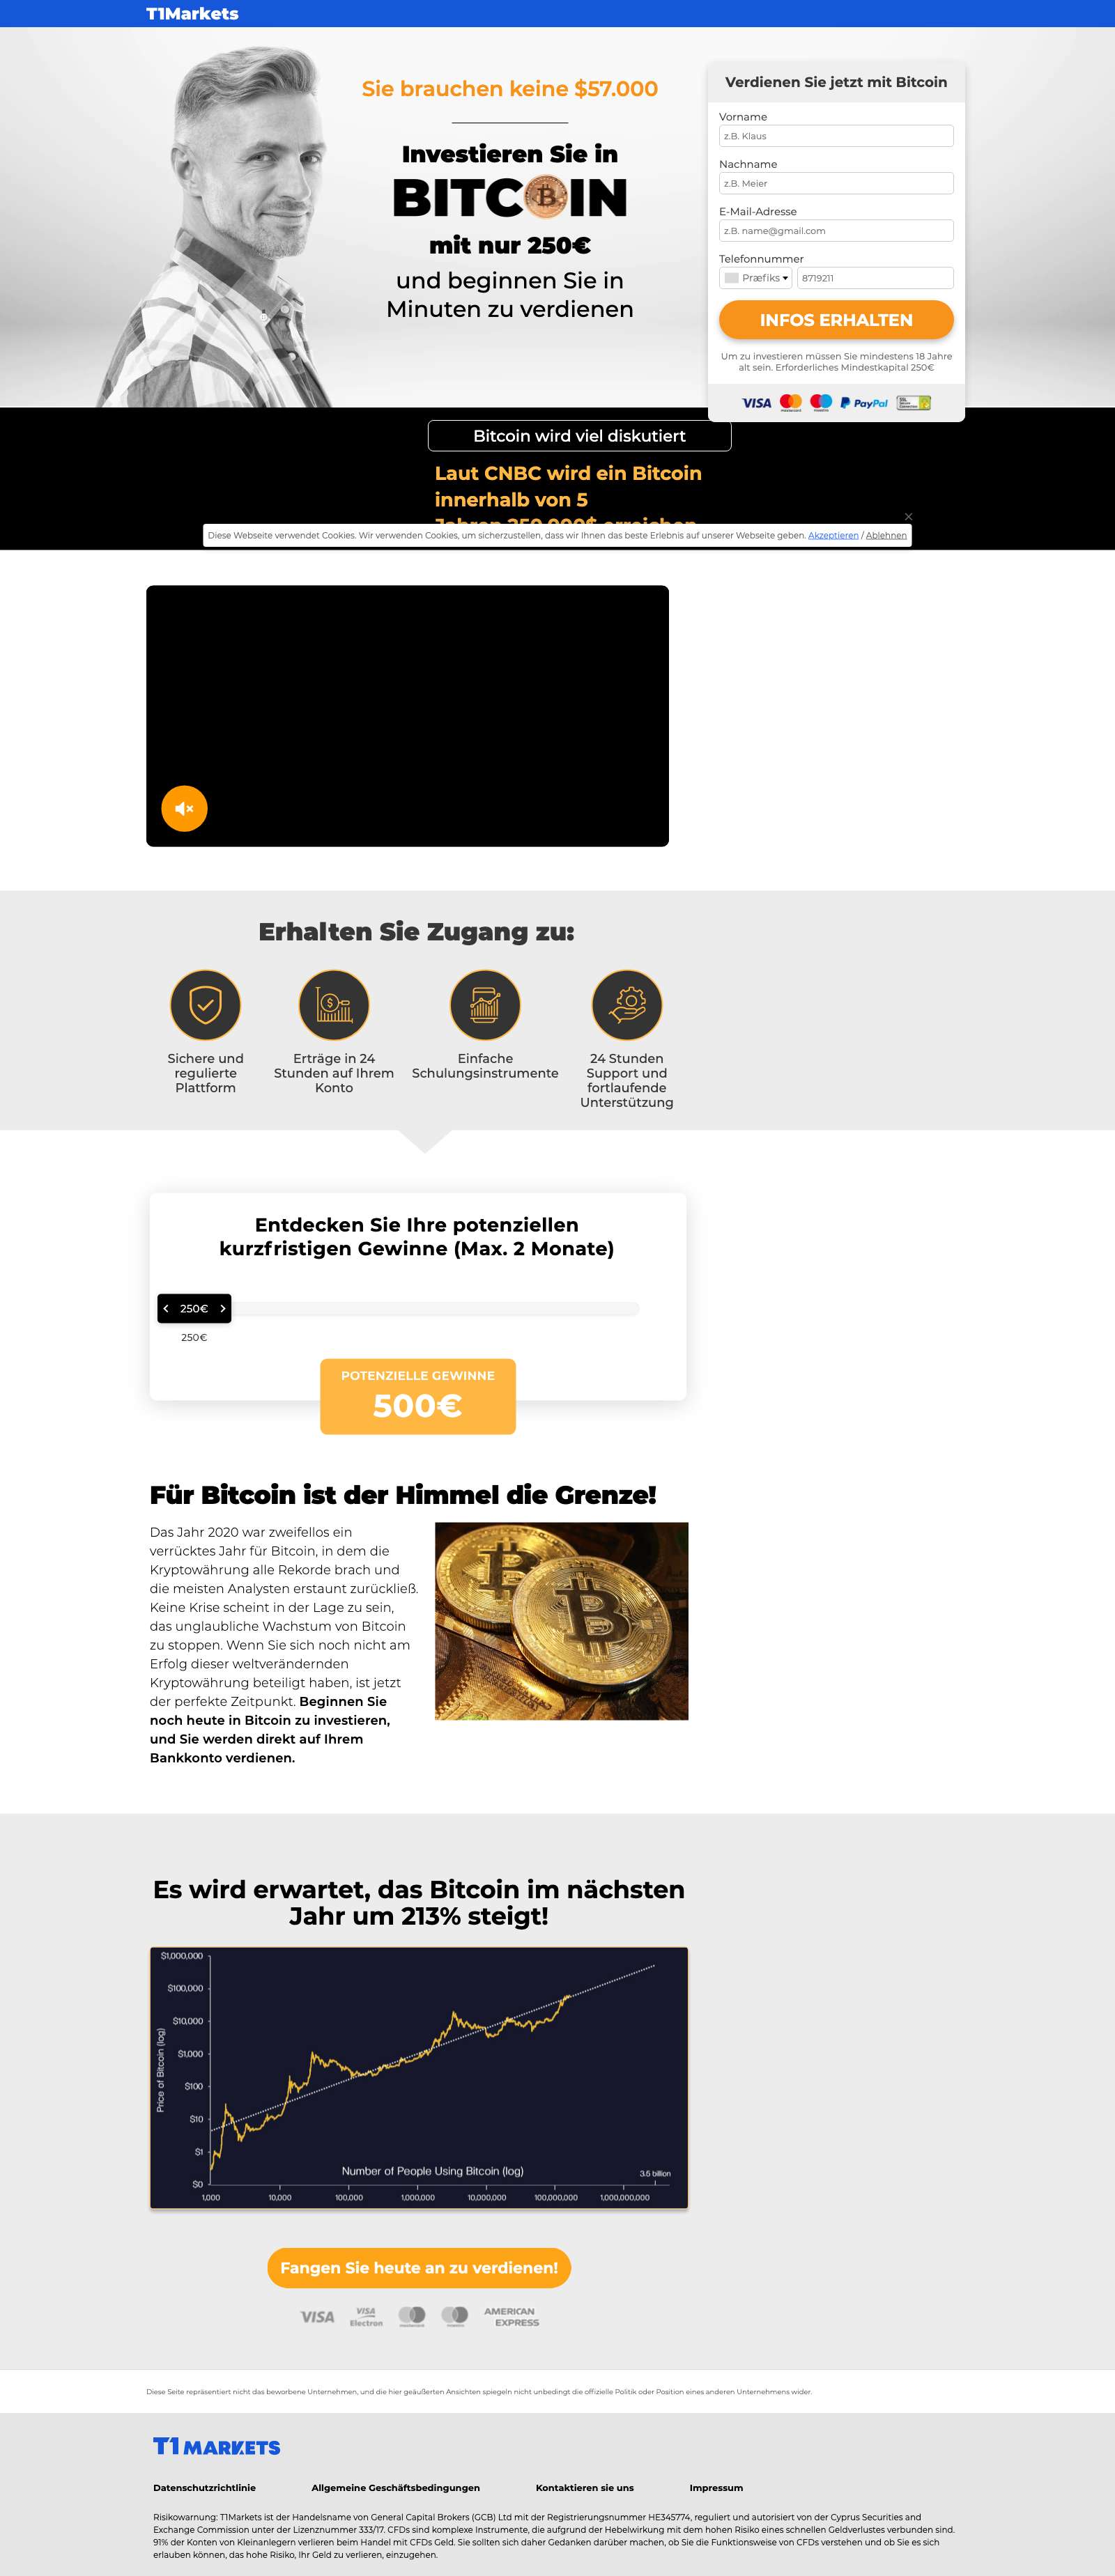 T1Markets
Sie brauchen keine $57.000
Investieren Sie in
BITCOIN
mit nur 250€
und beginnen Sie in
Minuten zu verdienen
Verdienen Sie jetzt mit Bitcoin
Vorname
z.B. Klaus
Nachname
z.B. Meier
E-Mail-Adresse
z.B. name@gmail.com
Telefonnummer
Præfiks 8719211
INFOS ERHALTEN
Um zu investieren müssen Sie mindestens 18 Jahre
alt sein. Erforderliches Mindestkapital 250€
VISA PayPal
Bitcoin wird viel diskutiert
Laut CNBC wird ein Bitcoin
innerhalb von 5
Jahren 250.000$ erreichen
Diese Webseite verwendet Cookies. Wir verwenden Cookies, um sicherzustellen, dass wir Ihnen das beste Erlebnis auf unserer Webseite geben. Akzeptieren / Ablehnen
Erhalten Sie Zugang zu:
Sichere und
regulierte
Plattform
Erträge in 24
Stunden auf Ihrem
Konto
Einfache
Schulungsinstrumente
24 Stunden
Support und
fortlaufende
Unterstützung
Entdecken Sie Ihre potenziellen
kurzfristigen Gewinne (Max. 2 Monate)
250€
250€
POTENZIELLE GEWINNE
500€
Für Bitcoin ist der Himmel die Grenze!
Das Jahr 2020 war zweifellos ein
verrücktes Jahr für Bitcoin, in dem die
Kryptowährung alle Rekorde brach und
die meisten Analysten erstaunt zurückließ.
Keine Krise scheint in der Lage zu sein,
das unglaubliche Wachstum von Bitcoin
zu stoppen. Wenn Sie sich noch nicht am
Erfolg dieser weltverändernden
Kryptowährung beteiligt haben, ist jetzt
der perfekte Zeitpunkt. Beginnen Sie
noch heute in Bitcoin zu investieren,
und Sie werden direkt auf Ihrem
Bankkonto verdienen.
Es wird erwartet, das Bitcoin im nächsten
Jahr um 213% steigt!
$1,000,000
$100,000
$10,000
$1,000
$100
$10
$1
$0
Price of Bitcoin (log)
Number of People Using Bitcoin (log)
3.5 billion
1,000 10,000 100,000 1,000,000 10,000,000 100,000,000 1,000,000,000
Fangen Sie heute an zu verdienen!
VISA VISA Electron AMERICAN EXPRESS
Diese Seite repräsentiert nicht das beworbene Unternehmen, und die hier geäußerten Ansichten spiegeln nicht unbedingt die offizielle Politik oder Position eines anderen Unternehmens wider.
T1 MARKETS
Datenschutzrichtlinie Allgemeine Geschäftsbedingungen Kontaktieren sie uns Impressum
Risikowarnung: T1Markets ist der Handelsname von General Capital Brokers (GCB) Ltd mit der Registrierungsnummer HE345774, reguliert und autorisiert von der Cyprus Securities and
Exchange Commission unter der Lizenznummer 333/17. CFDs sind komplexe Instrumente, die aufgrund der Hebelwirkung mit dem hohen Risiko eines schnellen Geldverlustes verbunden sind.
91% der Konten von Kleinanlegern verlieren beim Handel mit CFDs Geld. Sie sollten sich daher Gedanken darüber machen, ob Sie die Funktionsweise von CFDs verstehen und ob Sie es sich
erlauben können, das hohe Risiko, Ihr Geld zu verlieren, einzugehen.